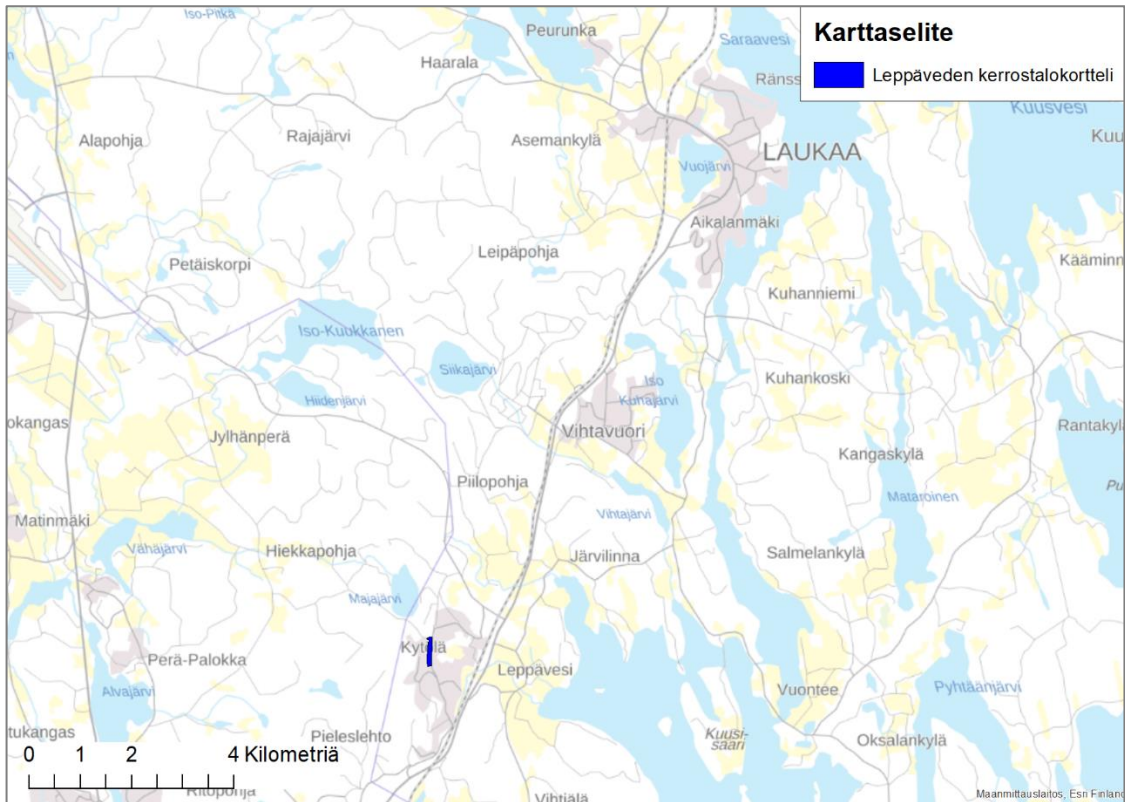 Iso-Pitkä
Peurunka
Saraavesi
Karttaselite
Leppäveden kerrostalokortteli
Haarala
Ränss
Kuusvesi
Alapohja
Rajajärvi
Asemankylä
Vuojärvi
LAUKAA
Kuu
Aikalanmäki
Petäiskorpi
Leipäpohja
Kääminn
Kuhanniemi
Iso-Kuukkanen
Siikajärvi
Iso
Kuhajärvi
Kuhankoski
Hiidenjärvi
okangas
Jylhänperä
Vihtavuori
Rantakylä
Kangaskylä
Piilopohja
Mataroinen
Pu
Matinmäki
Vihtajärvi
Vähäjärvi
Hiekkapohja
Järvilinna
Salmelankylä
Majajärvi
Kytölä
Perä-Palokka
Leppävesi
Alvajärvi
Vuontee
Pyhtäänjärvi
tukangas
Pieleslehto
Kuusi-
saari
Oksalankylä
0 1 2 4 Kilometriä
Ritopohja
Vihtiälä
Maanmittauslaitos, Esri Finland